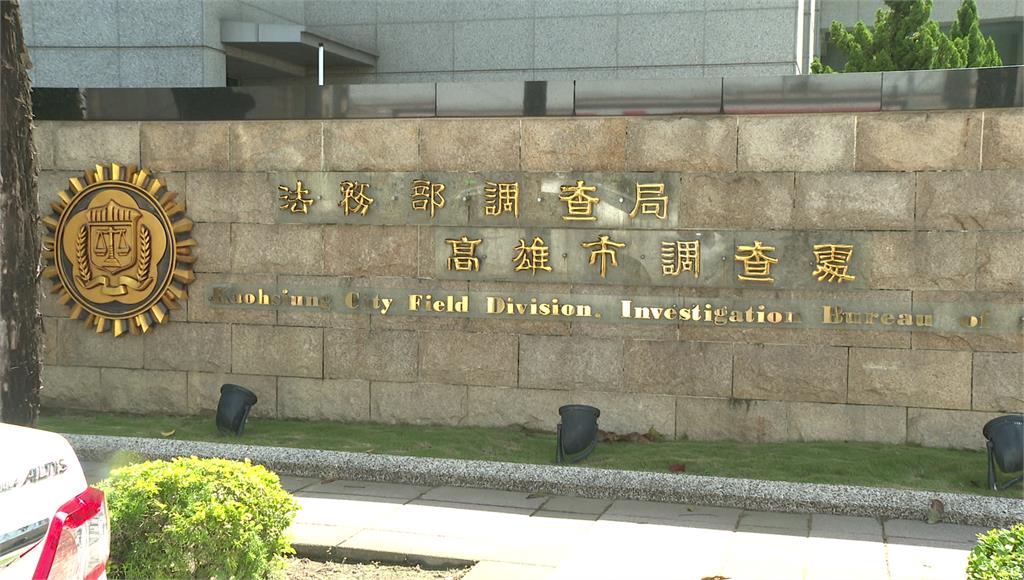 法務部調查局
高雄市調查處
Kaohsiung City Field Division. Investigation Bureau of
ALTIS